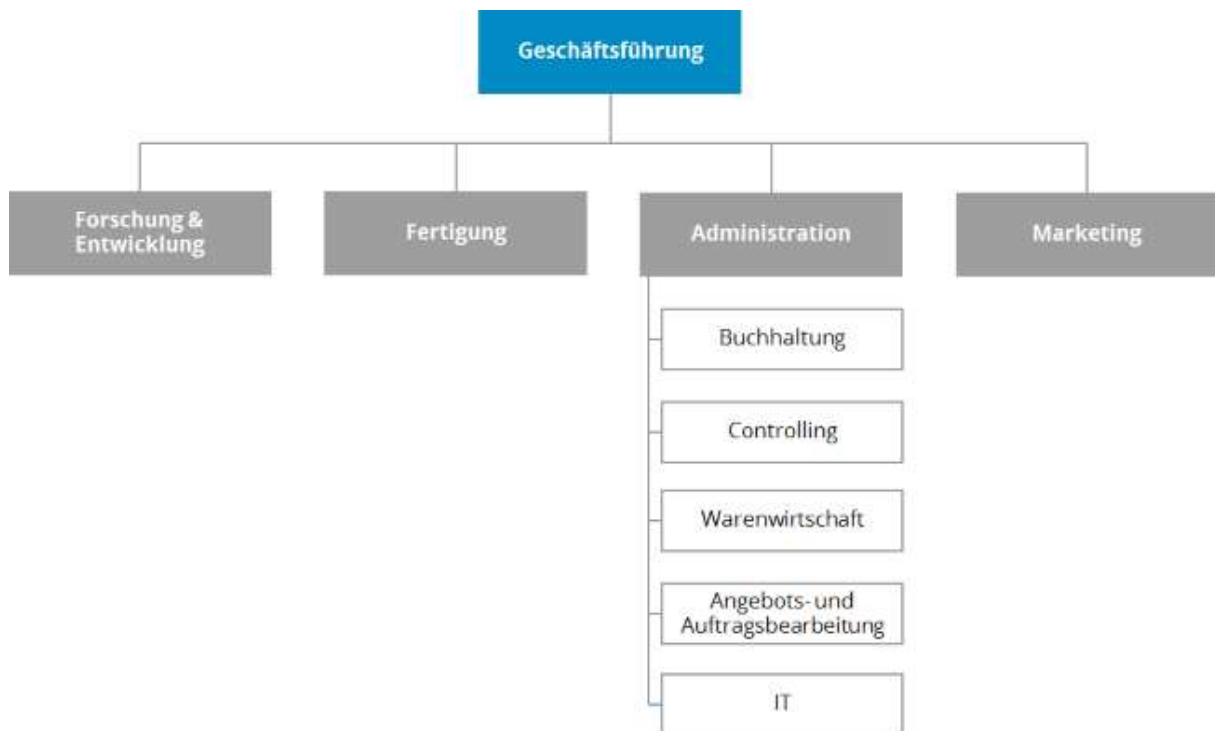 Geschäftsführung
Forschung &
Entwicklung
Fertigung
Administration
Marketing
Buchhaltung
Controlling
Warenwirtschaft
Angebots- und
Auftragsbearbeitung
IT